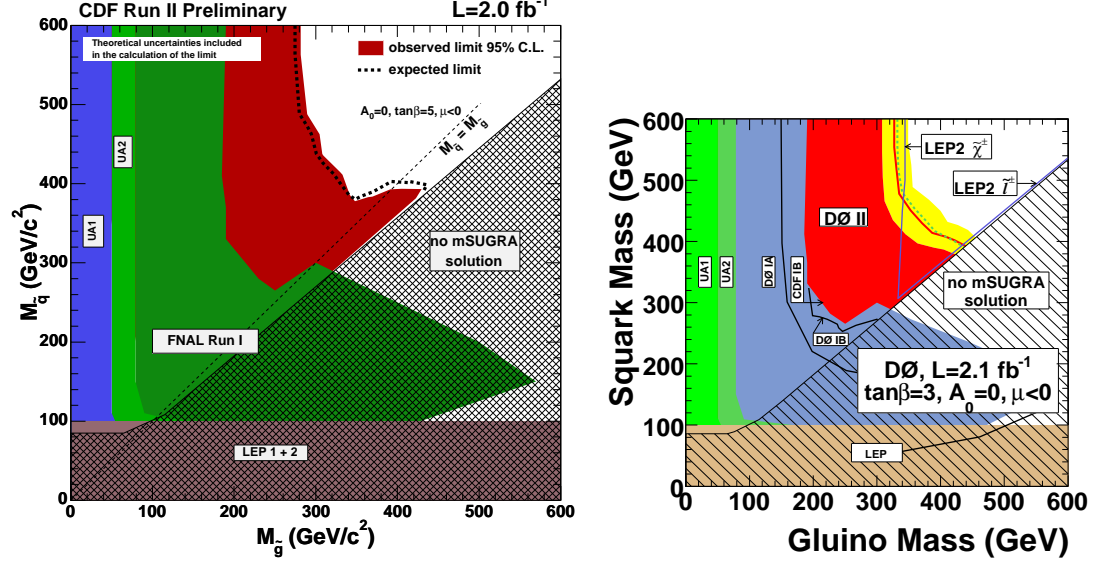 CDF Run II Preliminary L=2.0 fb⁻¹
600
500
400
300
200
100
0
M_q̃ (GeV/c²)
Theoretical uncertainties included
in the calculation of the limit
observed limit 95% C.L.
expected limit
A₀=0, tanβ=5, μ<0
M_q̃ = M_g̃
UA2
UA1
no mSUGRA
solution
FNAL Run I
LEP 1 + 2
0 100 200 300 400 500 600
M_g̃ (GeV/c²)
600
500
400
300
200
100
0
Squark Mass (GeV)
LEP2 χ̃±
LEP2 l̃±
DØ II
UA1
UA2
DØ IA
CDF IB
DØ IB
no mSUGRA
solution
DØ, L=2.1 fb⁻¹
tanβ=3, A₀=0, μ<0
LEP
0 100 200 300 400 500 600
Gluino Mass (GeV)